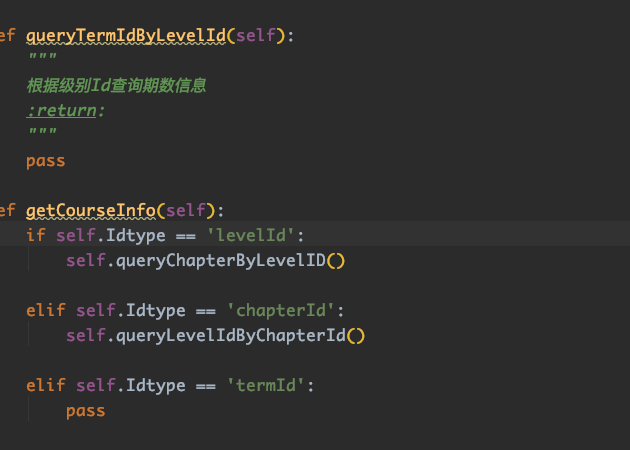 ef queryTermIdByLevelId(self):
"""
根据级别Id查询期数信息
:return:
"""
pass
ef getCourseInfo(self):
if self.Idtype == 'levelId':
self.queryChapterByLevelID()
elif self.Idtype == 'chapterId':
self.queryLevelIdByChapterId()
elif self.Idtype == 'termId':
pass